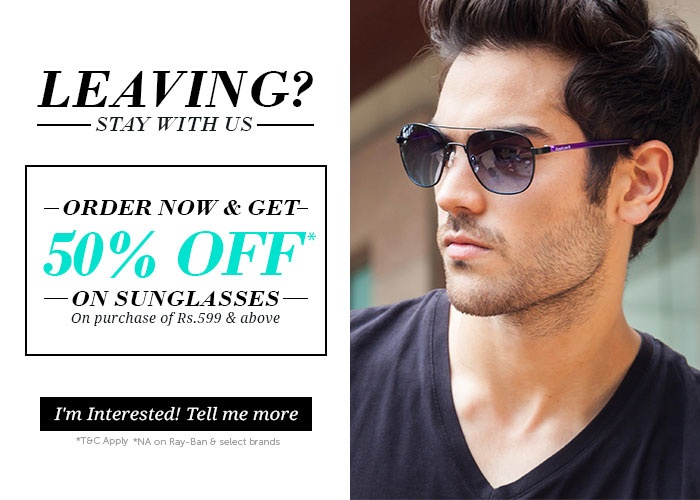 LEAVING?
STAY WITH US
ORDER NOW & GET
50% OFF*
ON SUNGLASSES
On purchase of Rs.599 & above
I'm Interested! Tell me more
*T&C Apply *NA on Ray-Ban & select brands